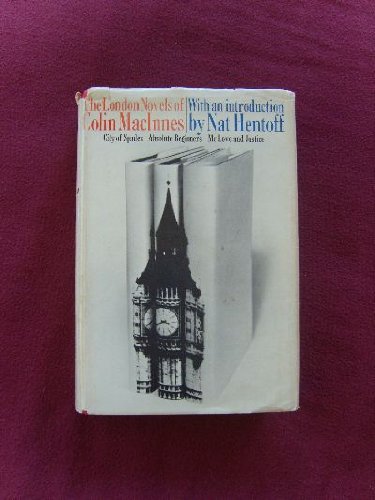 The London Novels of
Colin MacInnes
With an introduction
by Nat Hentoff
City of Spades Absolute Beginners Mr Love and Justice